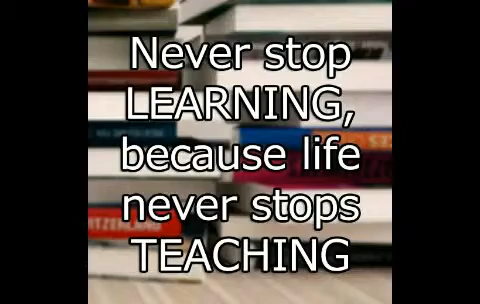 Never stop
LEARNING,
because life
never stops
TEACHING